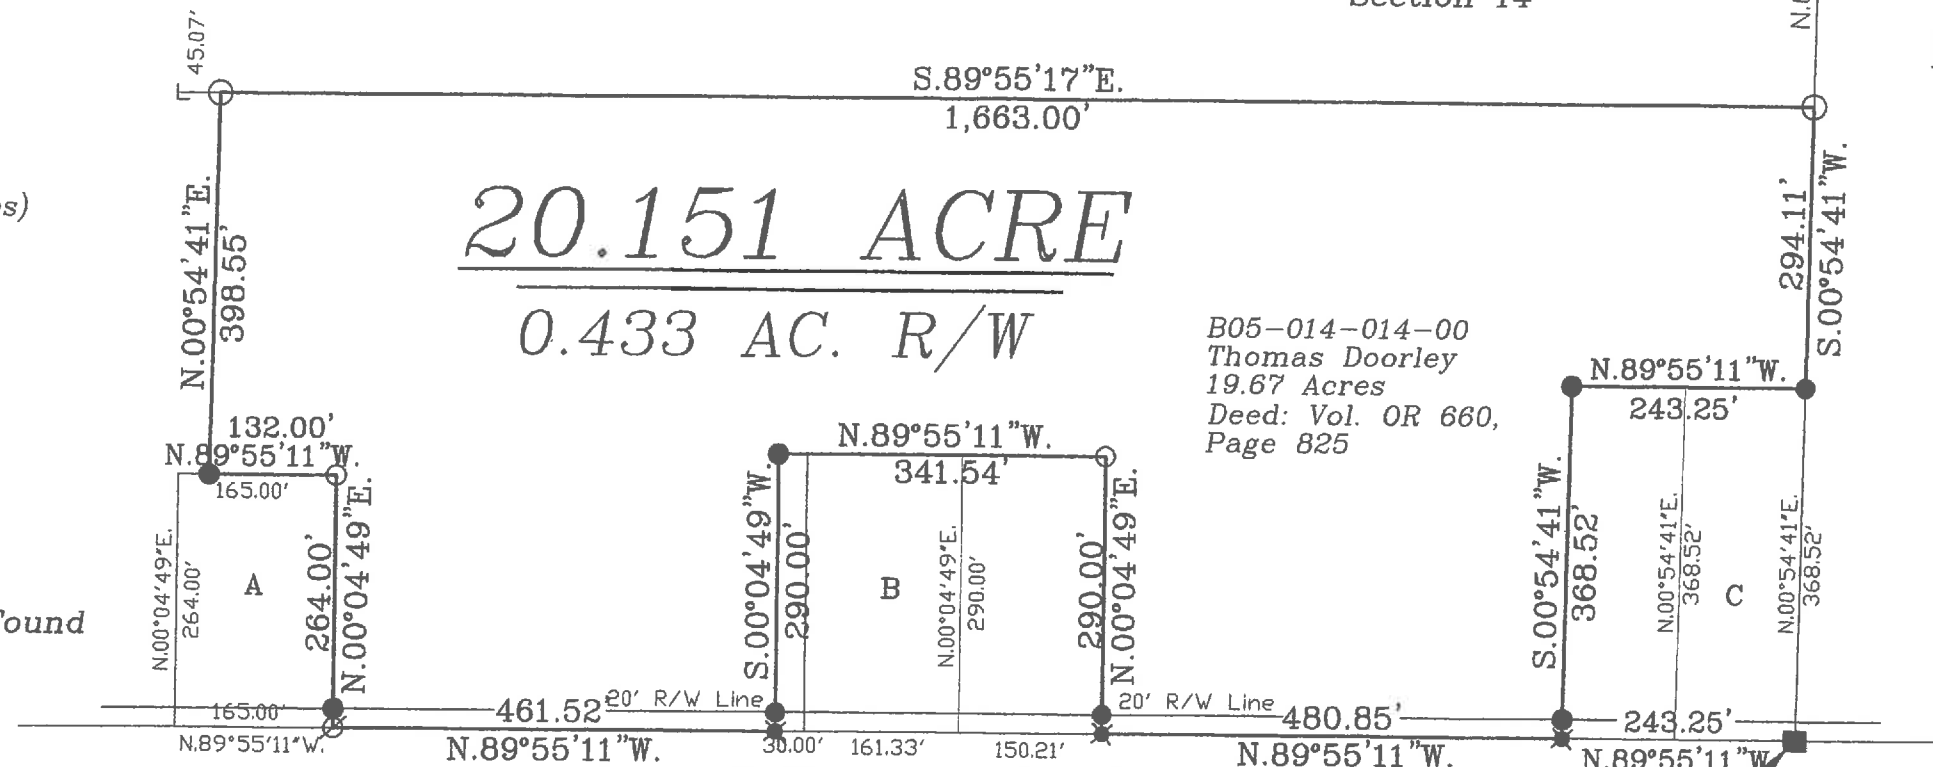 Section 14
45.07'
S.89°55'17"E.
1,663.00'
N.00°54'41"E.
398.55'
20.151 ACRE
0.433 AC. R/W
294.11'
S.00°54'41"W.
B05-014-014-00
Thomas Doorley
19.67 Acres
Deed: Vol. OR 660,
Page 825
132.00'
N.89°55'11"W.
165.00'
N.00°04'49"E.
264.00'
A
264.00'
N.00°04'49"E.
165.00'
N.89°55'11"W.
461.52'
N.89°55'11"W.
20' R/W Line
N.89°55'11"W.
341.54'
S.00°04'49"W.
290.00'
B
N.00°04'49"E.
290.00'
290.00'
N.00°04'49"E.
30.00'
161.33'
150.21'
20' R/W Line
480.85'
N.89°55'11"W.
N.89°55'11"W.
243.25'
S.00°54'41"W.
368.52'
N.00°54'41"E.
368.52'
C
N.00°54'41"E.
368.52'
243.25'
N.89°55'11"W.